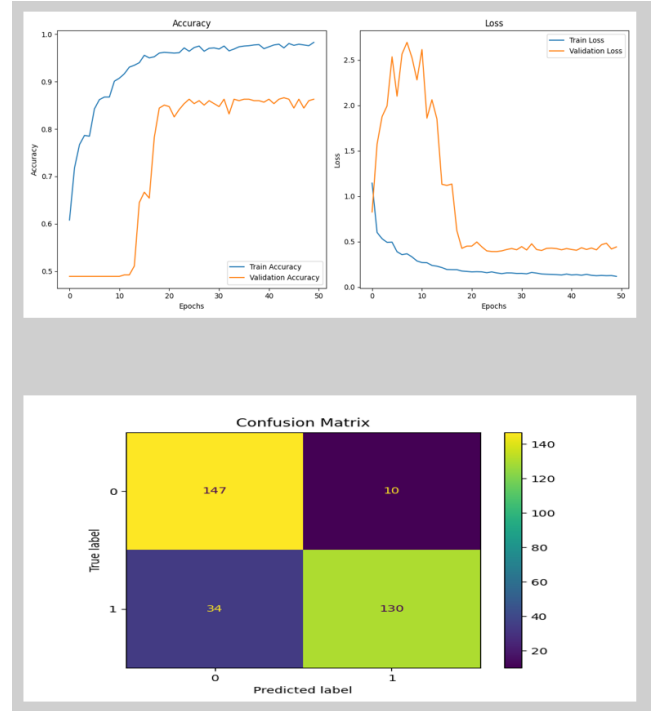 Accuracy
1.0
0.9
0.8
0.7
0.6
0.5
Accuracy
Train Accuracy
Validation Accuracy
0 10 20 30 40 50
Epochs
Loss
2.5
2.0
1.5
1.0
0.5
0.0
Loss
Train Loss
Validation Loss
0 10 20 30 40 50
Epochs
Confusion Matrix
True label
0
1
147 10
34 130
0 1
Predicted label
140
120
100
80
60
40
20